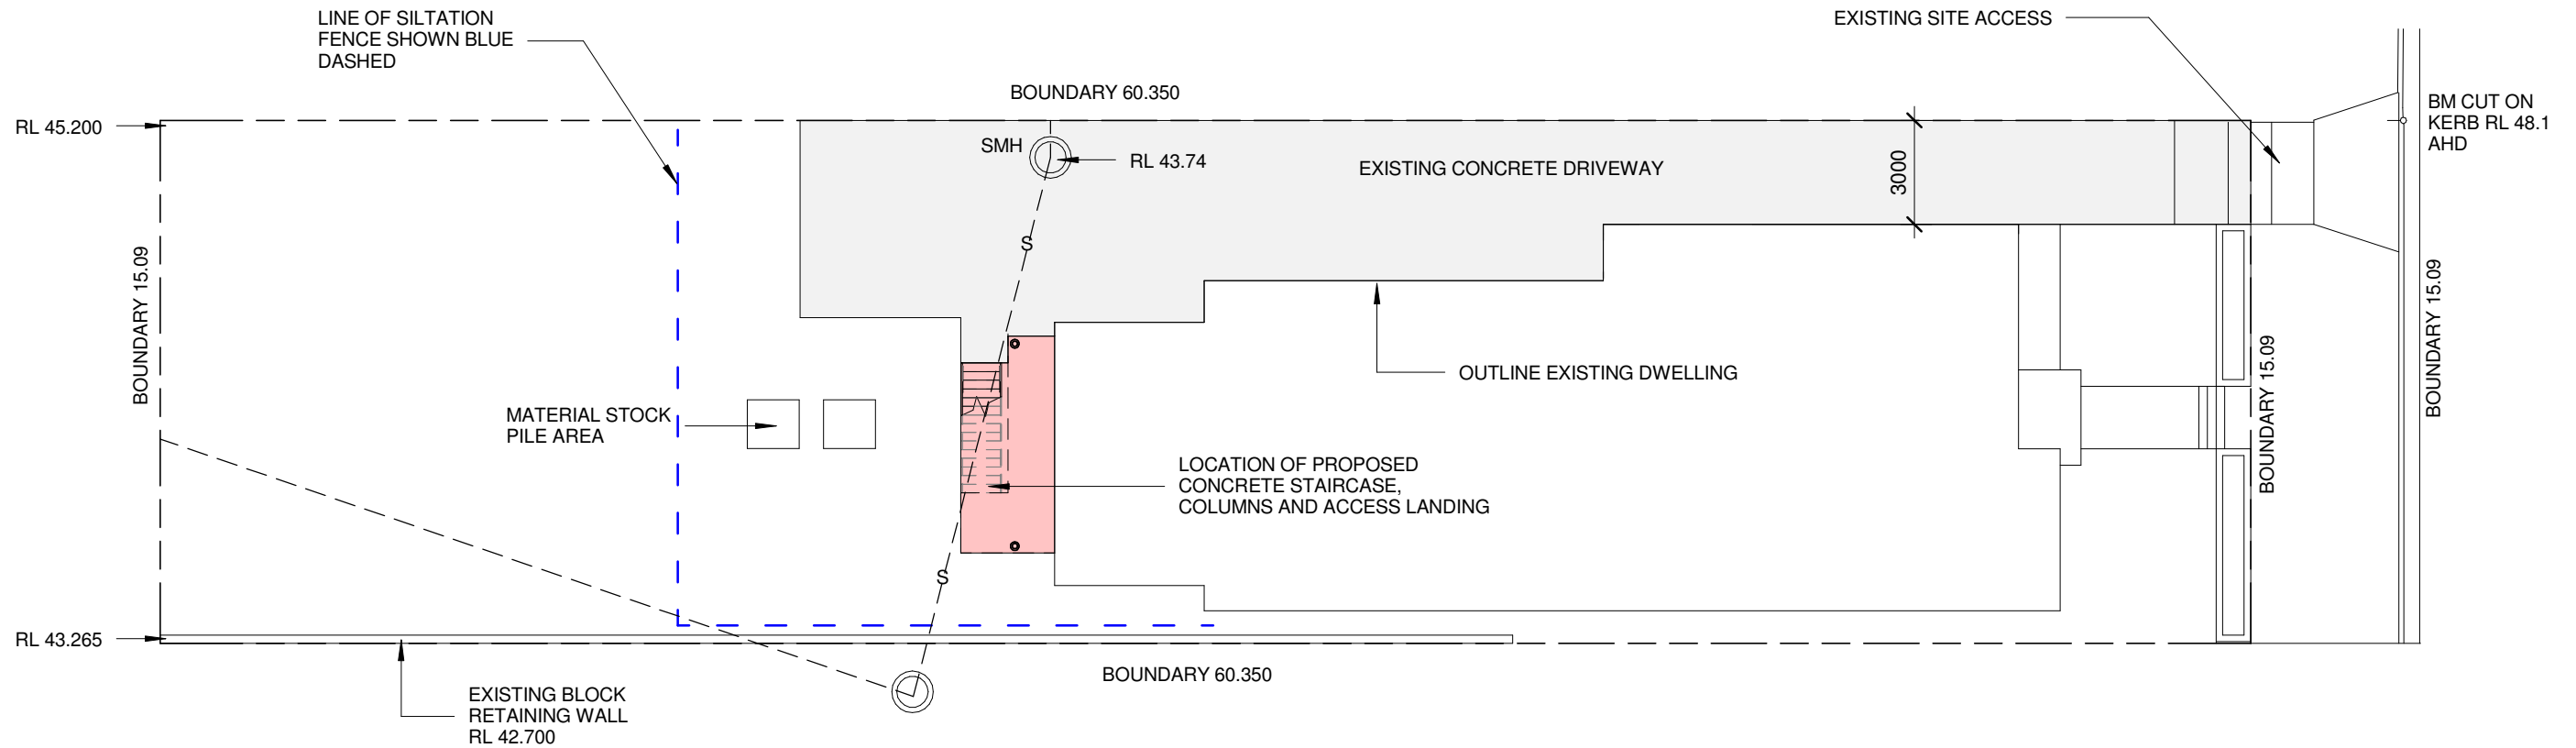 LINE OF SILTATION
FENCE SHOWN BLUE
DASHED
EXISTING SITE ACCESS
BOUNDARY 60.350
BM CUT ON
KERB RL 48.1
AHD
RL 45.200
SMH
RL 43.74
EXISTING CONCRETE DRIVEWAY
3000
S
BOUNDARY 15.09
BOUNDARY 15.09
BOUNDARY 15.09
OUTLINE EXISTING DWELLING
MATERIAL STOCK
PILE AREA
LOCATION OF PROPOSED
CONCRETE STAIRCASE,
COLUMNS AND ACCESS LANDING
S
RL 43.265
BOUNDARY 60.350
EXISTING BLOCK
RETAINING WALL
RL 42.700